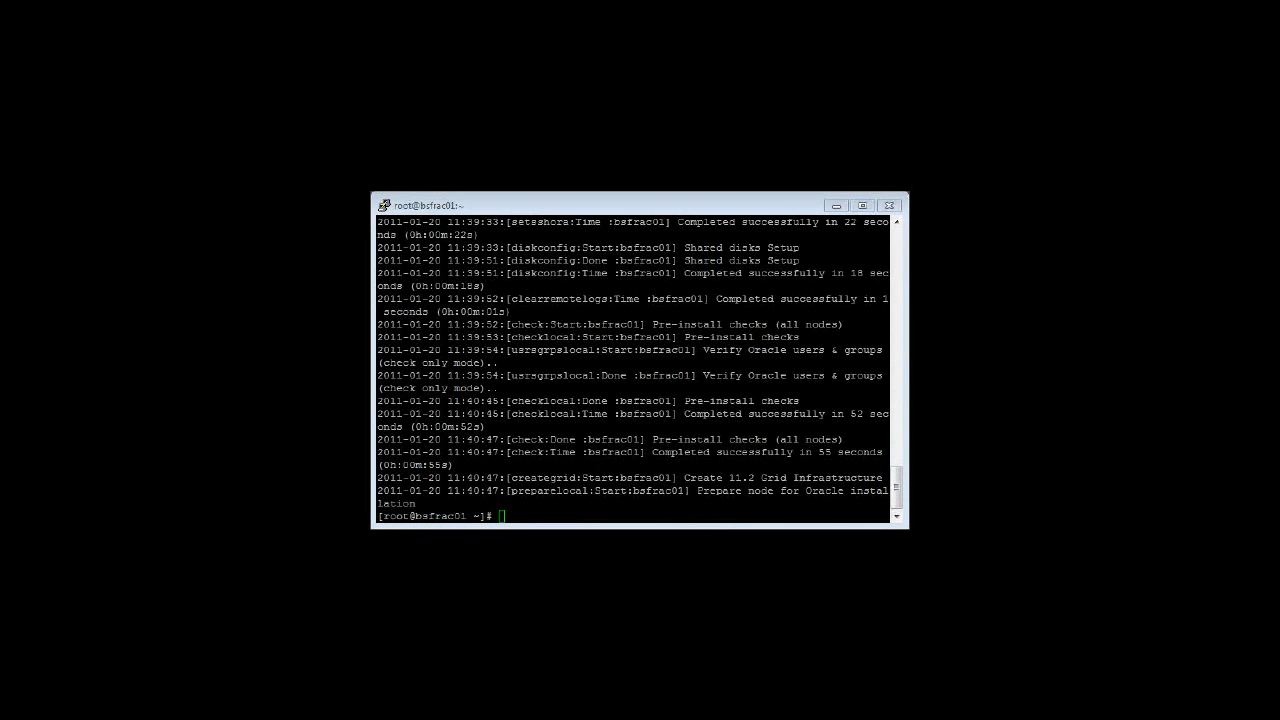 root@bsfrac01:~
2011-01-20 11:39:33:[setsshora:Time :bsfrac01] Completed successfully in 22 seco
nds (0h:00m:22s)
2011-01-20 11:39:33:[diskconfig:Start:bsfrac01] Shared disks Setup
2011-01-20 11:39:51:[diskconfig:Done :bsfrac01] Shared disks Setup
2011-01-20 11:39:51:[diskconfig:Time :bsfrac01] Completed successfully in 18 sec
onds (0h:00m:18s)
2011-01-20 11:39:52:[clearremotelogs:Time :bsfrac01] Completed successfully in 1
 seconds (0h:00m:01s)
2011-01-20 11:39:52:[check:Start:bsfrac01] Pre-install checks (all nodes)
2011-01-20 11:39:53:[checklocal:Start:bsfrac01] Pre-install checks
2011-01-20 11:39:54:[usrsgrpslocal:Start:bsfrac01] Verify Oracle users & groups
(check only mode)..
2011-01-20 11:39:54:[usrsgrpslocal:Done :bsfrac01] Verify Oracle users & groups
(check only mode)..
2011-01-20 11:40:45:[checklocal:Done :bsfrac01] Pre-install checks
2011-01-20 11:40:45:[checklocal:Time :bsfrac01] Completed successfully in 52 sec
onds (0h:00m:52s)
2011-01-20 11:40:47:[check:Done :bsfrac01] Pre-install checks (all nodes)
2011-01-20 11:40:47:[check:Time :bsfrac01] Completed successfully in 55 seconds
(0h:00m:55s)
2011-01-20 11:40:47:[creategrid:Start:bsfrac01] Create 11.2 Grid Infrastructure
2011-01-20 11:40:47:[preparelocal:Start:bsfrac01] Prepare node for Oracle instal
lation
[root@bsfrac01 ~]#